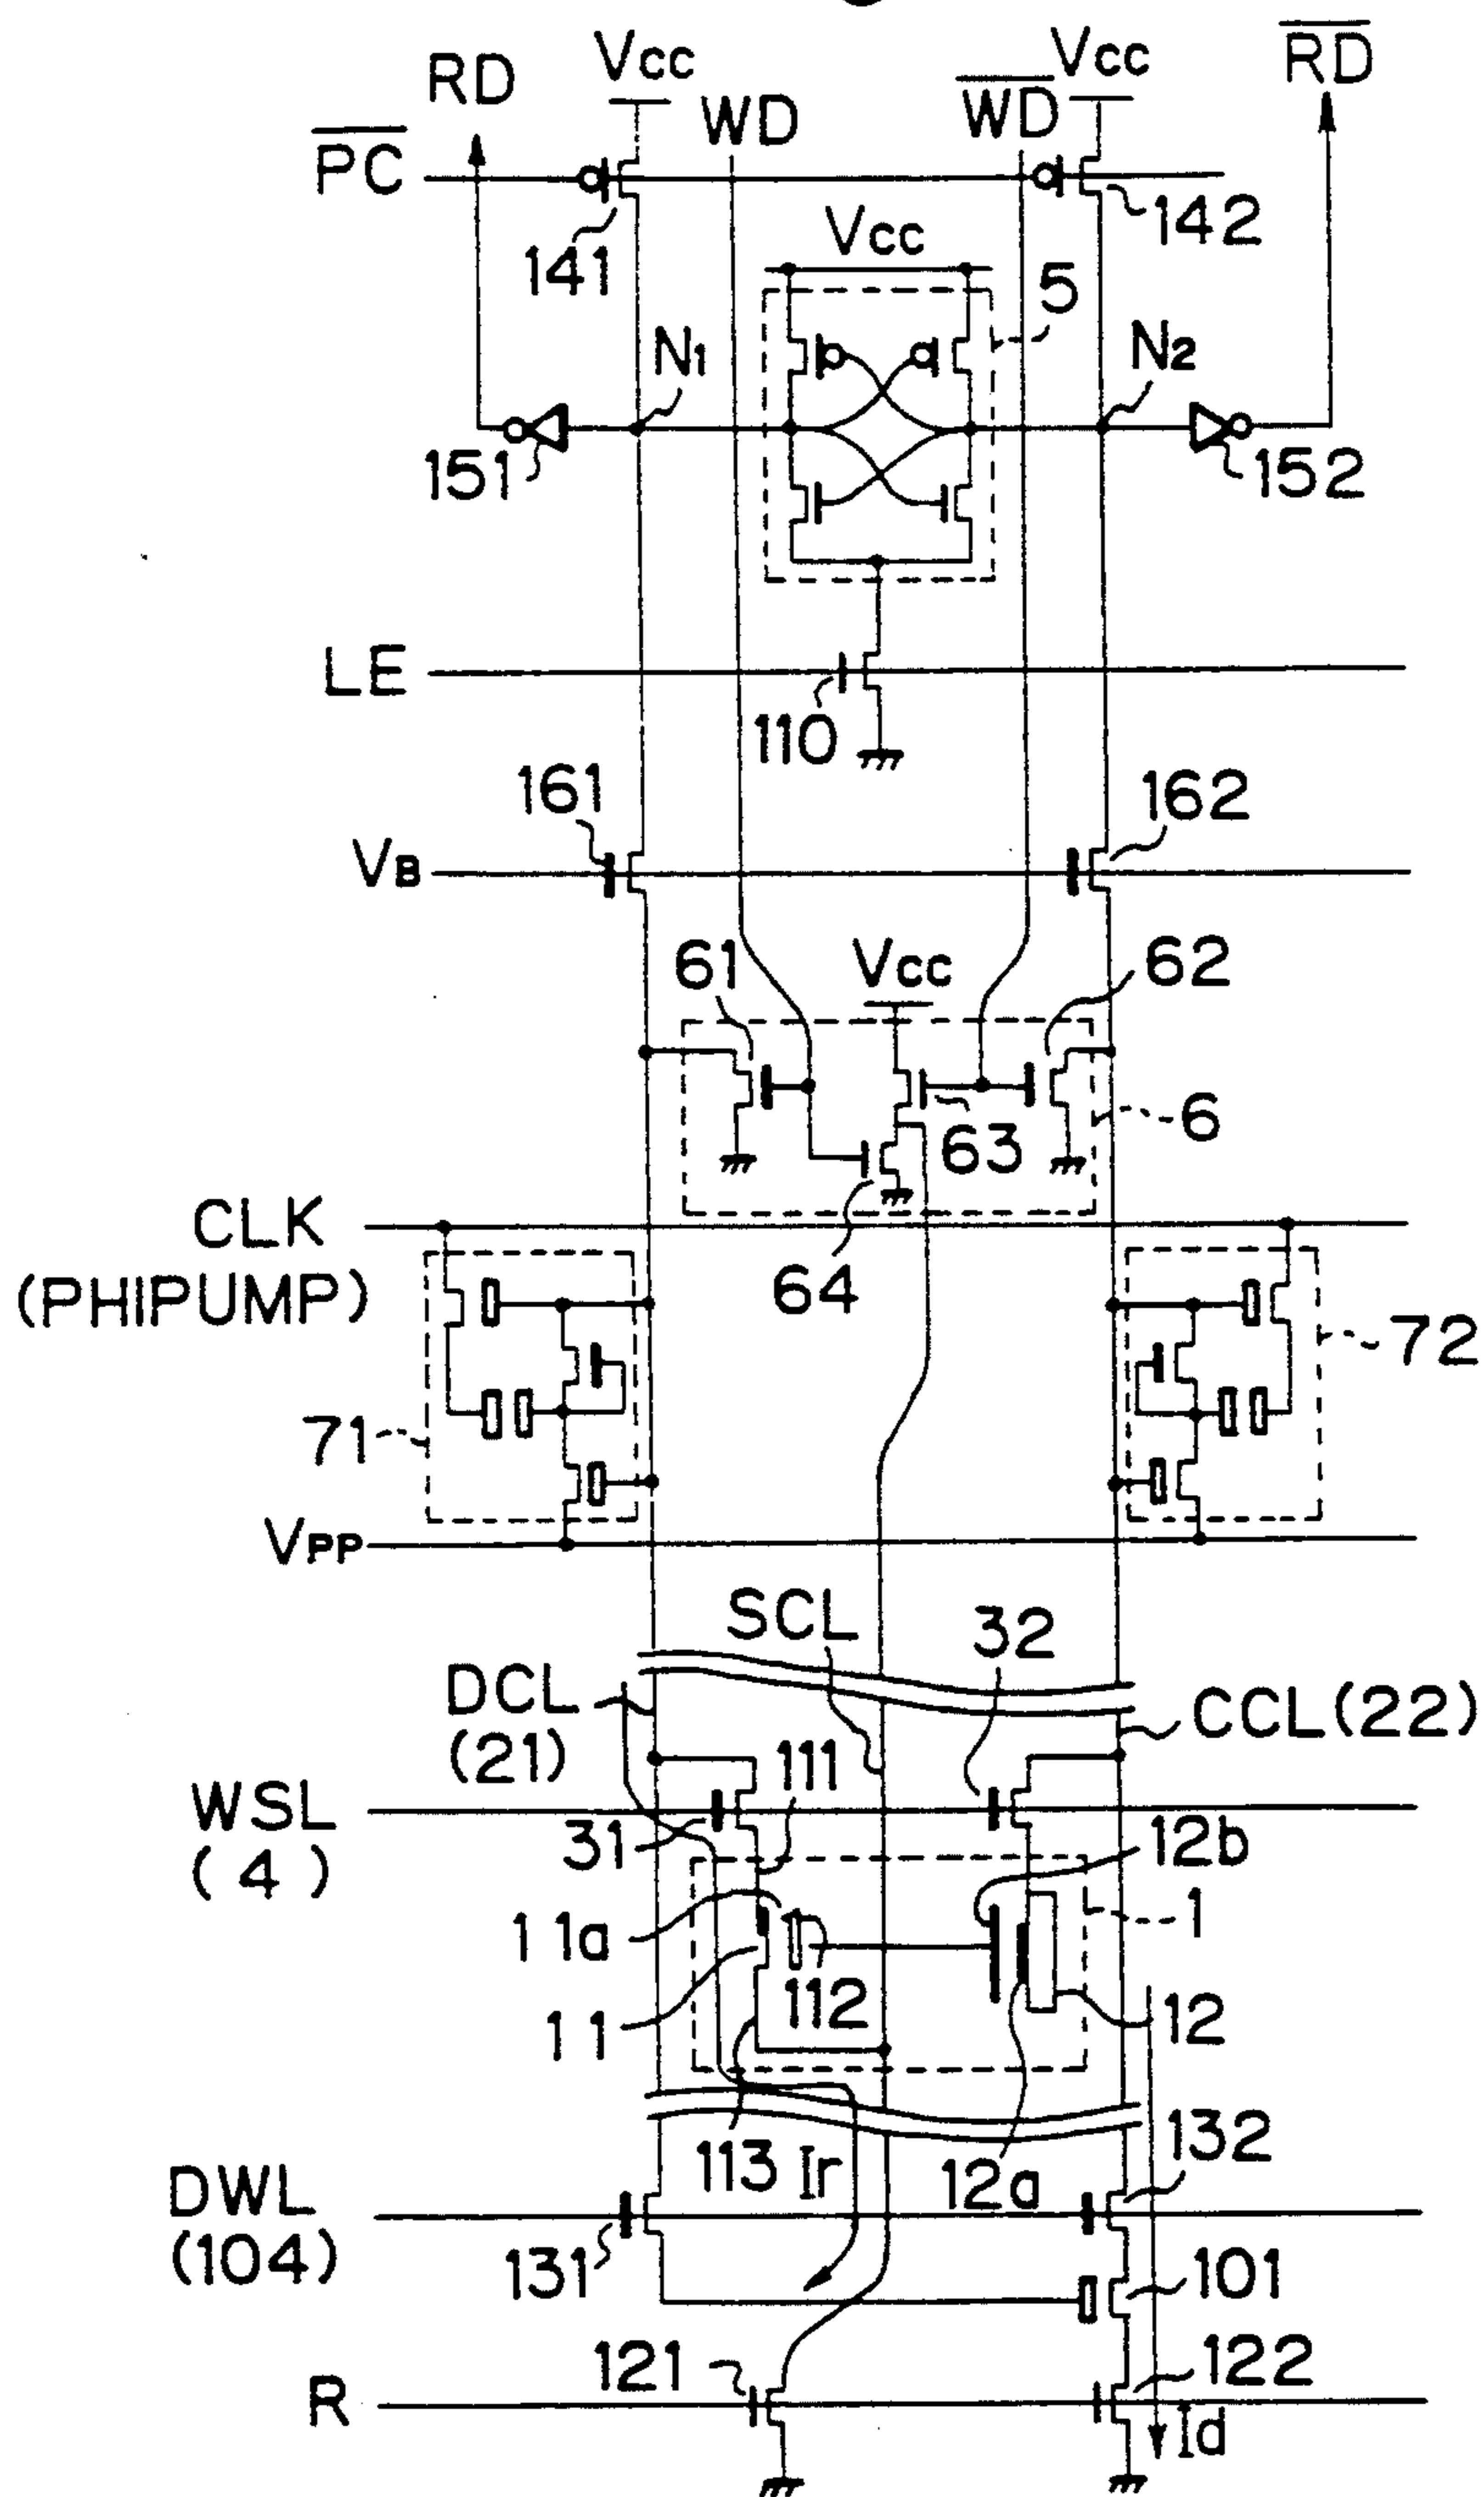 RD
Vcc
WD
WD
Vcc
RD
PC
141
Vcc
142
5
N1
N2
151
152
LE
110
161
162
VB
61
Vcc
62
63
6
CLK
(PHIPUMP)
64
72
71
VPP
SCL
32
DCL
(21)
111
CCL(22)
WSL
(4)
31
12b
11a
1
112
11
12
113
Ir
12a
132
DWL
(104)
131
101
121
122
R
Id